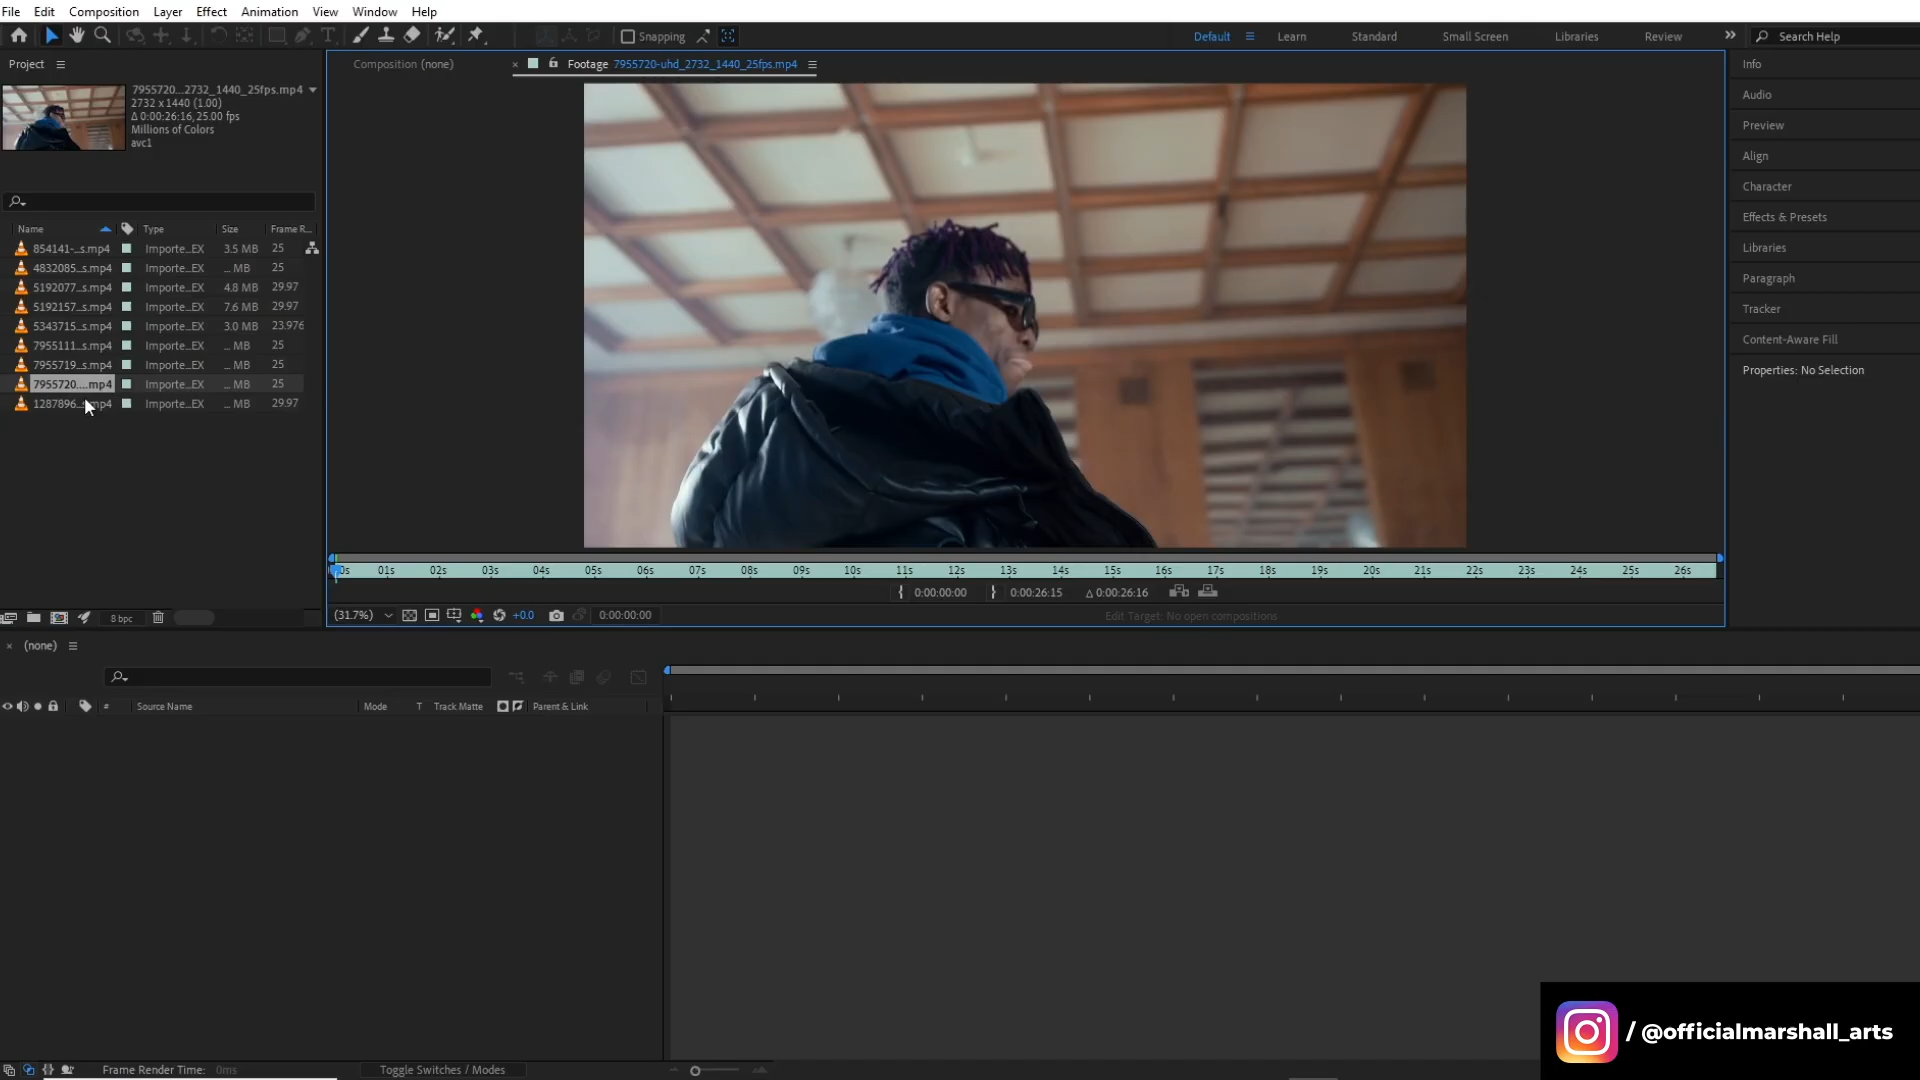 File Edit Composition Layer Effect Animation View Window Help
Snapping Default Learn Standard Small Screen Libraries Review Search Help
Project
Composition (none)
Footage 7955720-uhd_2732_1440_25fps.mp4
7955720...2732_1440_25fps.mp4
2732 x 1440 (1.00)
Δ 0:00:26:16, 25.00 fps
Millions of Colors
avc1
Name Type Size Frame R...
854141-...s.mp4 Importe...EX 3.5 MB 25
4832085...s.mp4 Importe...EX ... MB 25
5192077...s.mp4 Importe...EX 4.8 MB 29.97
5192157...s.mp4 Importe...EX 7.6 MB 29.97
5343715...s.mp4 Importe...EX 3.0 MB 23.976
7955111...s.mp4 Importe...EX ... MB 25
7955719...s.mp4 Importe...EX ... MB 25
7955720....mp4 Importe...EX ... MB 25
1287896...s.mp4 Importe...EX ... MB 29.97
8 bpc
Info
Audio
Preview
Align
Character
Effects & Presets
Libraries
Paragraph
Tracker
Content-Aware Fill
Properties: No Selection
00s 01s 02s 03s 04s 05s 06s 07s 08s 09s 10s 11s 12s 13s 14s 15s 16s 17s 18s 19s 20s 21s 22s 23s 24s 25s 26s
0:00:00:00 0:00:26:15 Δ 0:00:26:16
(31.7%) +0.0 0:00:00:00 Edit Target: No open compositions
(none)
# Source Name Mode T Track Matte Parent & Link
Frame Render Time: 0ms Toggle Switches / Modes
/ @officialmarshall_arts